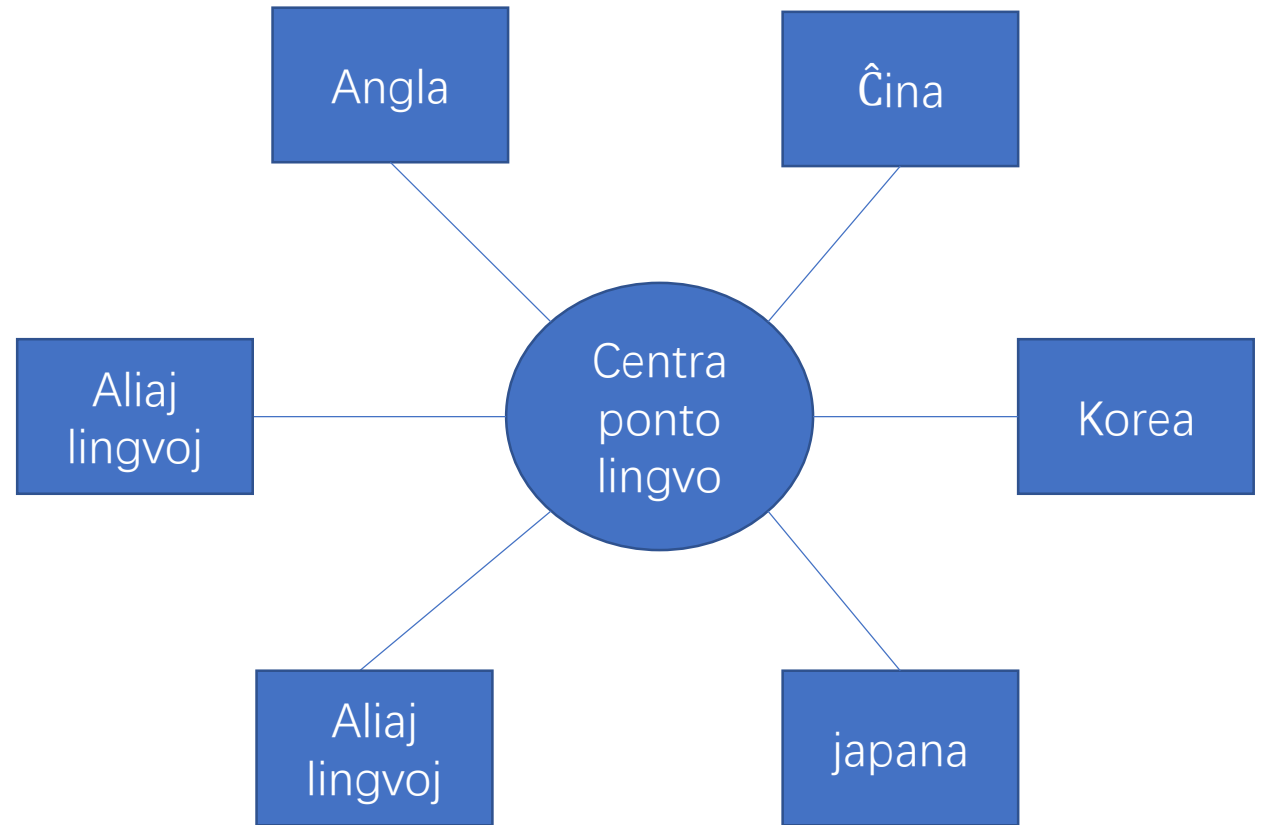 Angla
Ĉina
Centra
ponto
lingvo
Aliaj
lingvoj
Korea
Aliaj
lingvoj
japana